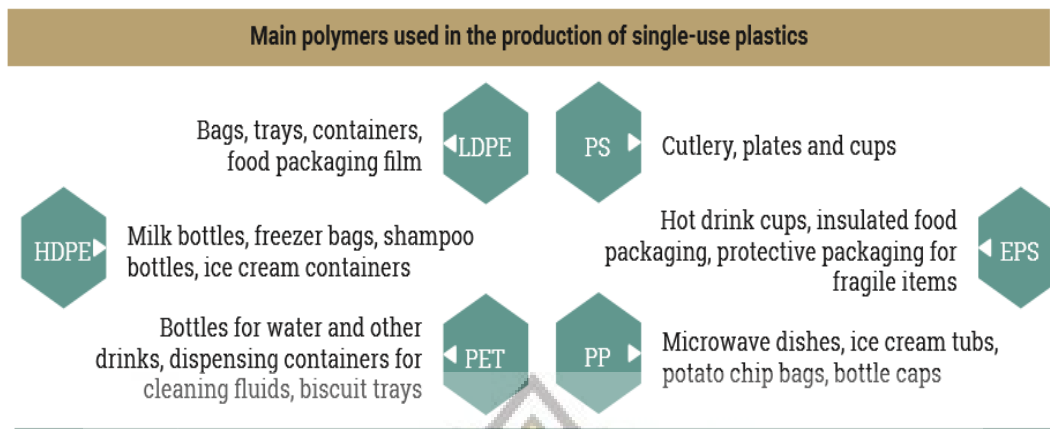 Main polymers used in the production of single-use plastics
Bags, trays, containers,
food packaging film
LDPE
PS
Cutlery, plates and cups
HDPE
Milk bottles, freezer bags, shampoo
bottles, ice cream containers
Hot drink cups, insulated food
packaging, protective packaging for
fragile items
EPS
Bottles for water and other
drinks, dispensing containers for
cleaning fluids, biscuit trays
PET
PP
Microwave dishes, ice cream tubs,
potato chip bags, bottle caps